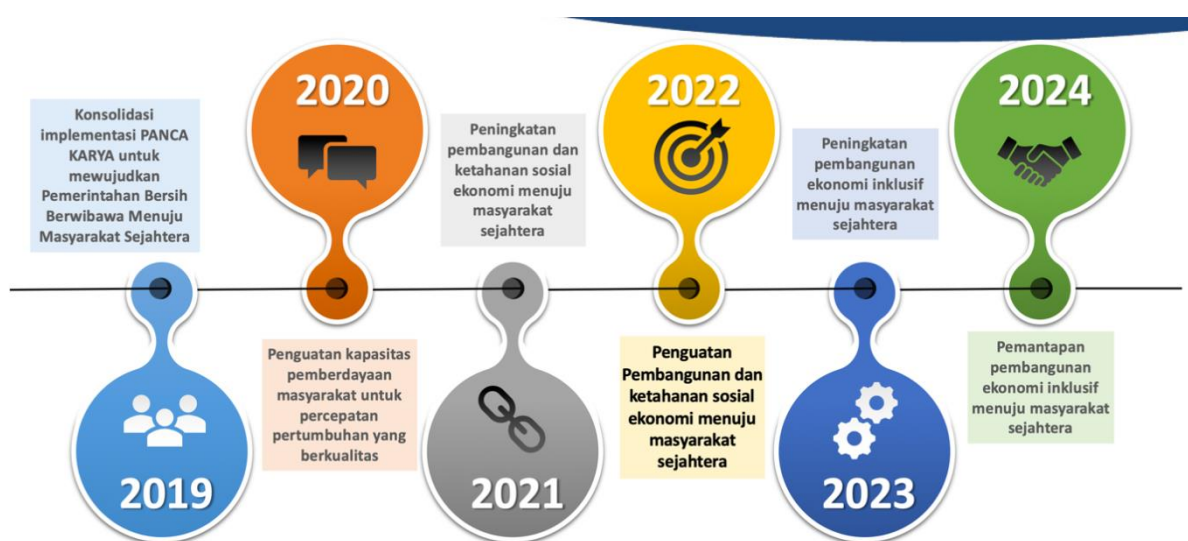 Konsolidasi
implementasi PANCA
KARYA untuk
mewujudkan
Pemerintahan Bersih
Berwibawa Menuju
Masyarakat Sejahtera
2019
2020
Penguatan kapasitas
pemberdayaan
masyarakat untuk
percepatan
pertumbuhan yang
berkualitas
Peningkatan
pembangunan dan
ketahanan sosial
ekonomi menuju
masyarakat
sejahtera
2021
2022
Penguatan
Pembangunan dan
ketahanan sosial
ekonomi menuju
masyarakat
sejahtera
Peningkatan
pembangunan
ekonomi inklusif
menuju masyarakat
sejahtera
2023
2024
Pemantapan
pembangunan
ekonomi inklusif
menuju masyarakat
sejahtera